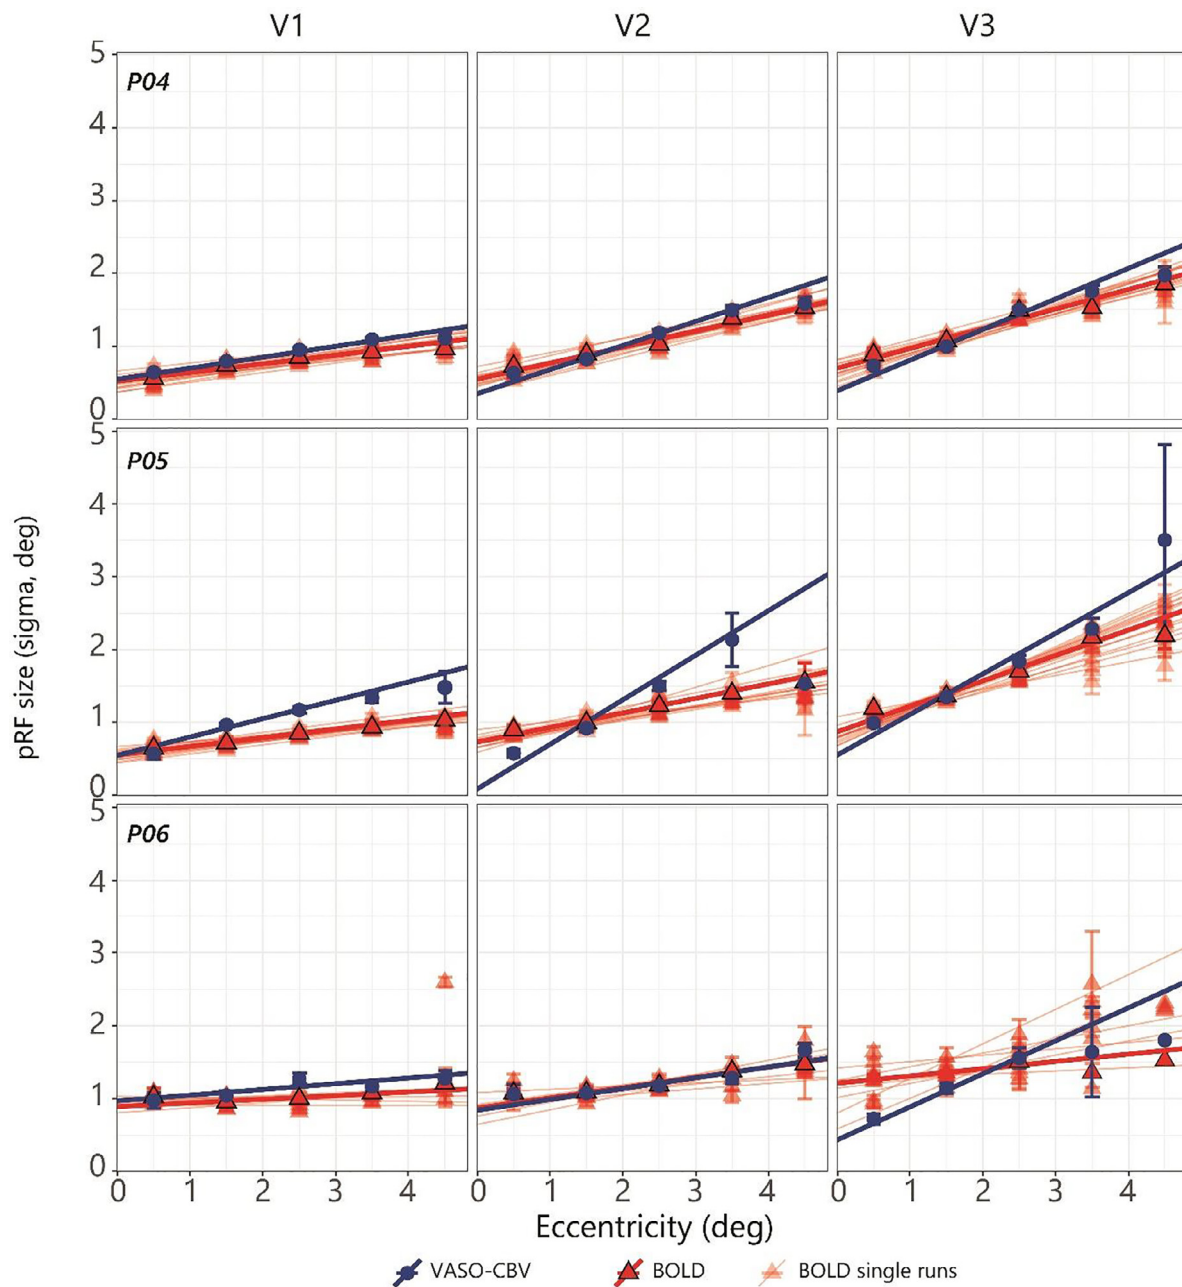 V1 V2 V3
5
P04
4
3
2
1
0
5
P05
4
3
2
1
0
5
P06
4
3
2
1
0
pRF size (sigma, deg)
0 1 2 3 4 0 1 2 3 4 0 1 2 3 4
Eccentricity (deg)
VASO-CBV BOLD BOLD single runs